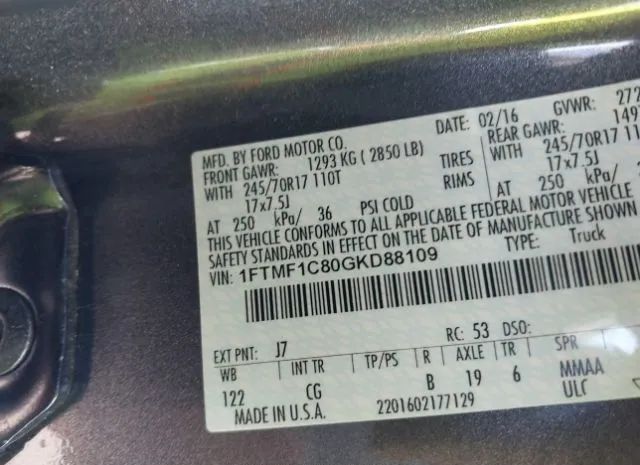 MFD. BY FORD MOTOR CO.
DATE: 02/16 GVWR: 272
FRONT GAWR: 1293 KG ( 2850 LB) REAR GAWR: 149
WITH 245/70R17 110T TIRES WITH 245/70R17 11
17x7.5J RIMS 17x7.5J
AT 250 kPa/ 36 PSI COLD AT 250 kPa/
THIS VEHICLE CONFORMS TO ALL APPLICABLE FEDERAL MOTOR VEHICLE
SAFETY STANDARDS IN EFFECT ON THE DATE OF MANUFACTURE SHOWN
VIN: 1FTMF1C80GKD88109 TYPE: Truck
EXT PNT: J7 RC: 53 DSO:
WB INT TR TP/PS R AXLE TR SPR
122 CG B 19 6 MMAA
MADE IN U.S.A. 2201602177129 ULC